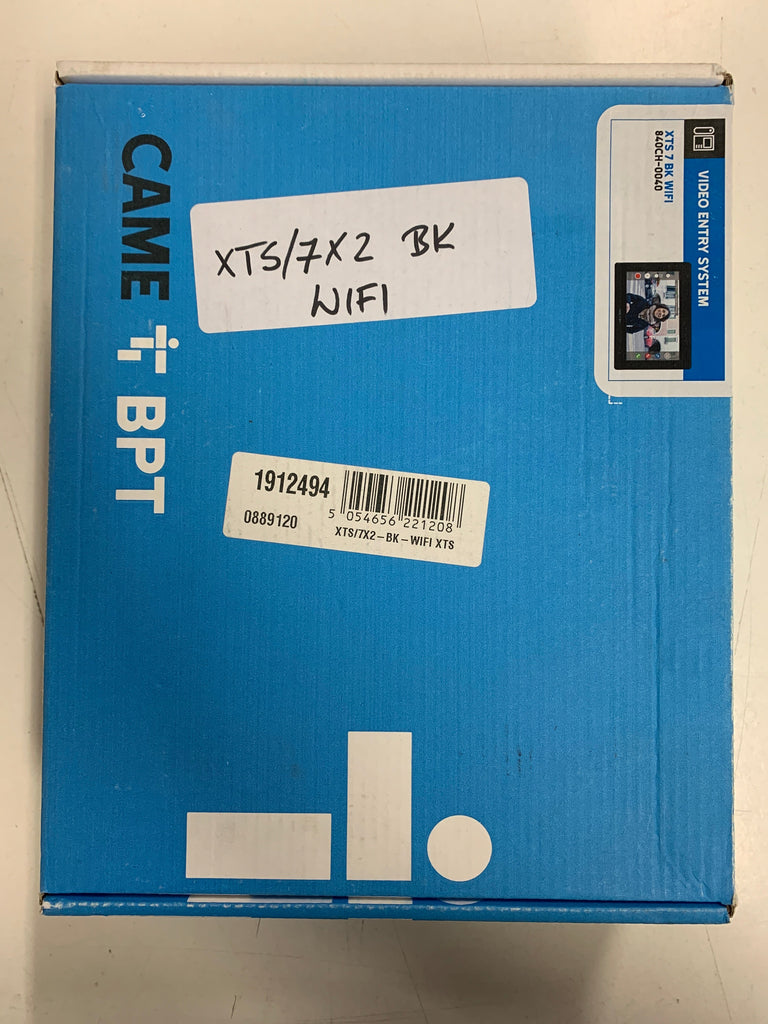 CAME BPT
VIDEO ENTRY SYSTEM
XTS 7 BK WIFI
840CH-0040
XTS/7X2 BK
WIFI
1912494
0889120
5 054656 221208
XTS/7X2-BK-WIFI XTS